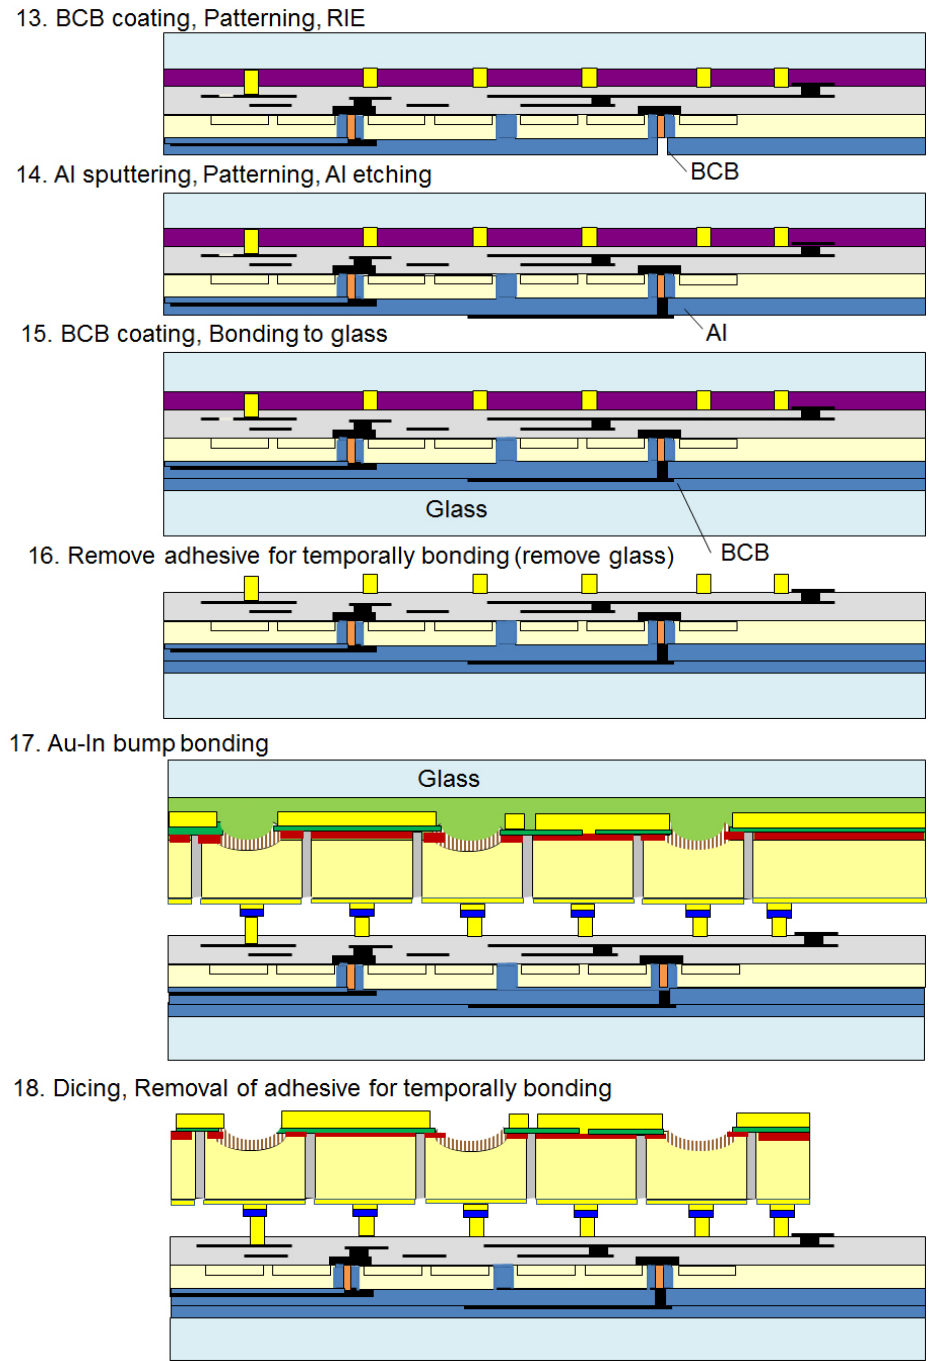 13. BCB coating, Patterning, RIE
BCB
14. Al sputtering, Patterning, Al etching
Al
15. BCB coating, Bonding to glass
Glass
BCB
16. Remove adhesive for temporally bonding (remove glass)
17. Au-In bump bonding
Glass
18. Dicing, Removal of adhesive for temporally bonding